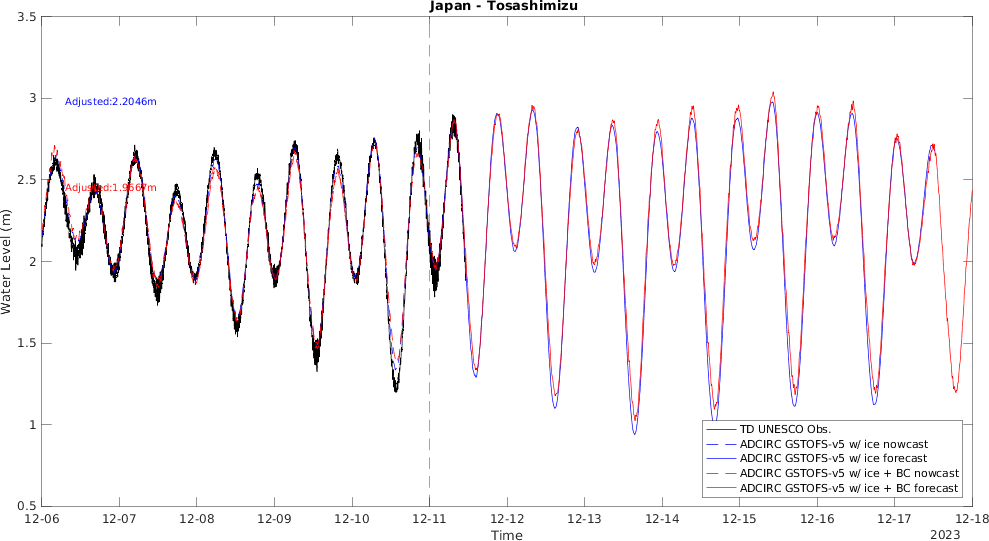 Japan - Tosashimizu
3.5
3
2.5
2
1.5
1
0.5
Water Level (m)
Adjusted:2.2046m
Adjusted:1.9667m
TD UNESCO Obs.
ADCIRC GSTOFS-v5 w/ ice nowcast
ADCIRC GSTOFS-v5 w/ ice forecast
ADCIRC GSTOFS-v5 w/ ice + BC nowcast
ADCIRC GSTOFS-v5 w/ ice + BC forecast
12-06 12-07 12-08 12-09 12-10 12-11 12-12 12-13 12-14 12-15 12-16 12-17 12-18
Time
2023